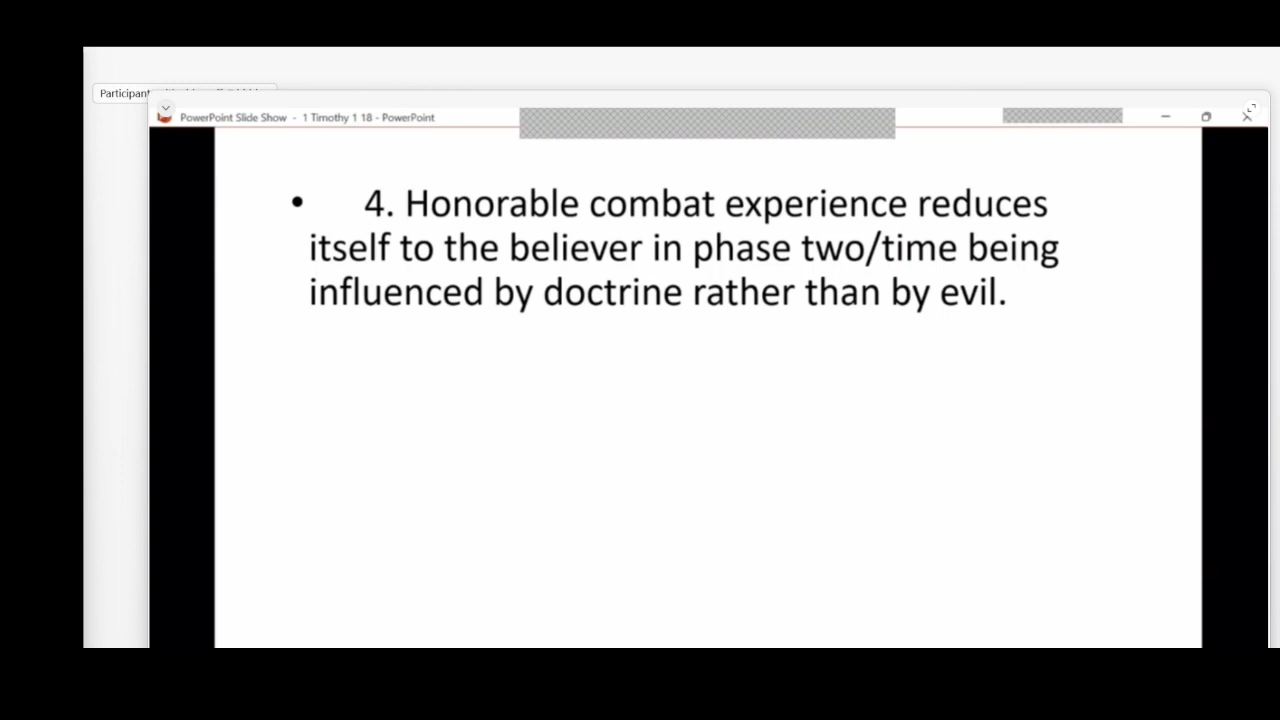 Participant
PowerPoint Slide Show - 1 Timothy 1 18 - PowerPoint
• 4. Honorable combat experience reduces
itself to the believer in phase two/time being
influenced by doctrine rather than by evil.